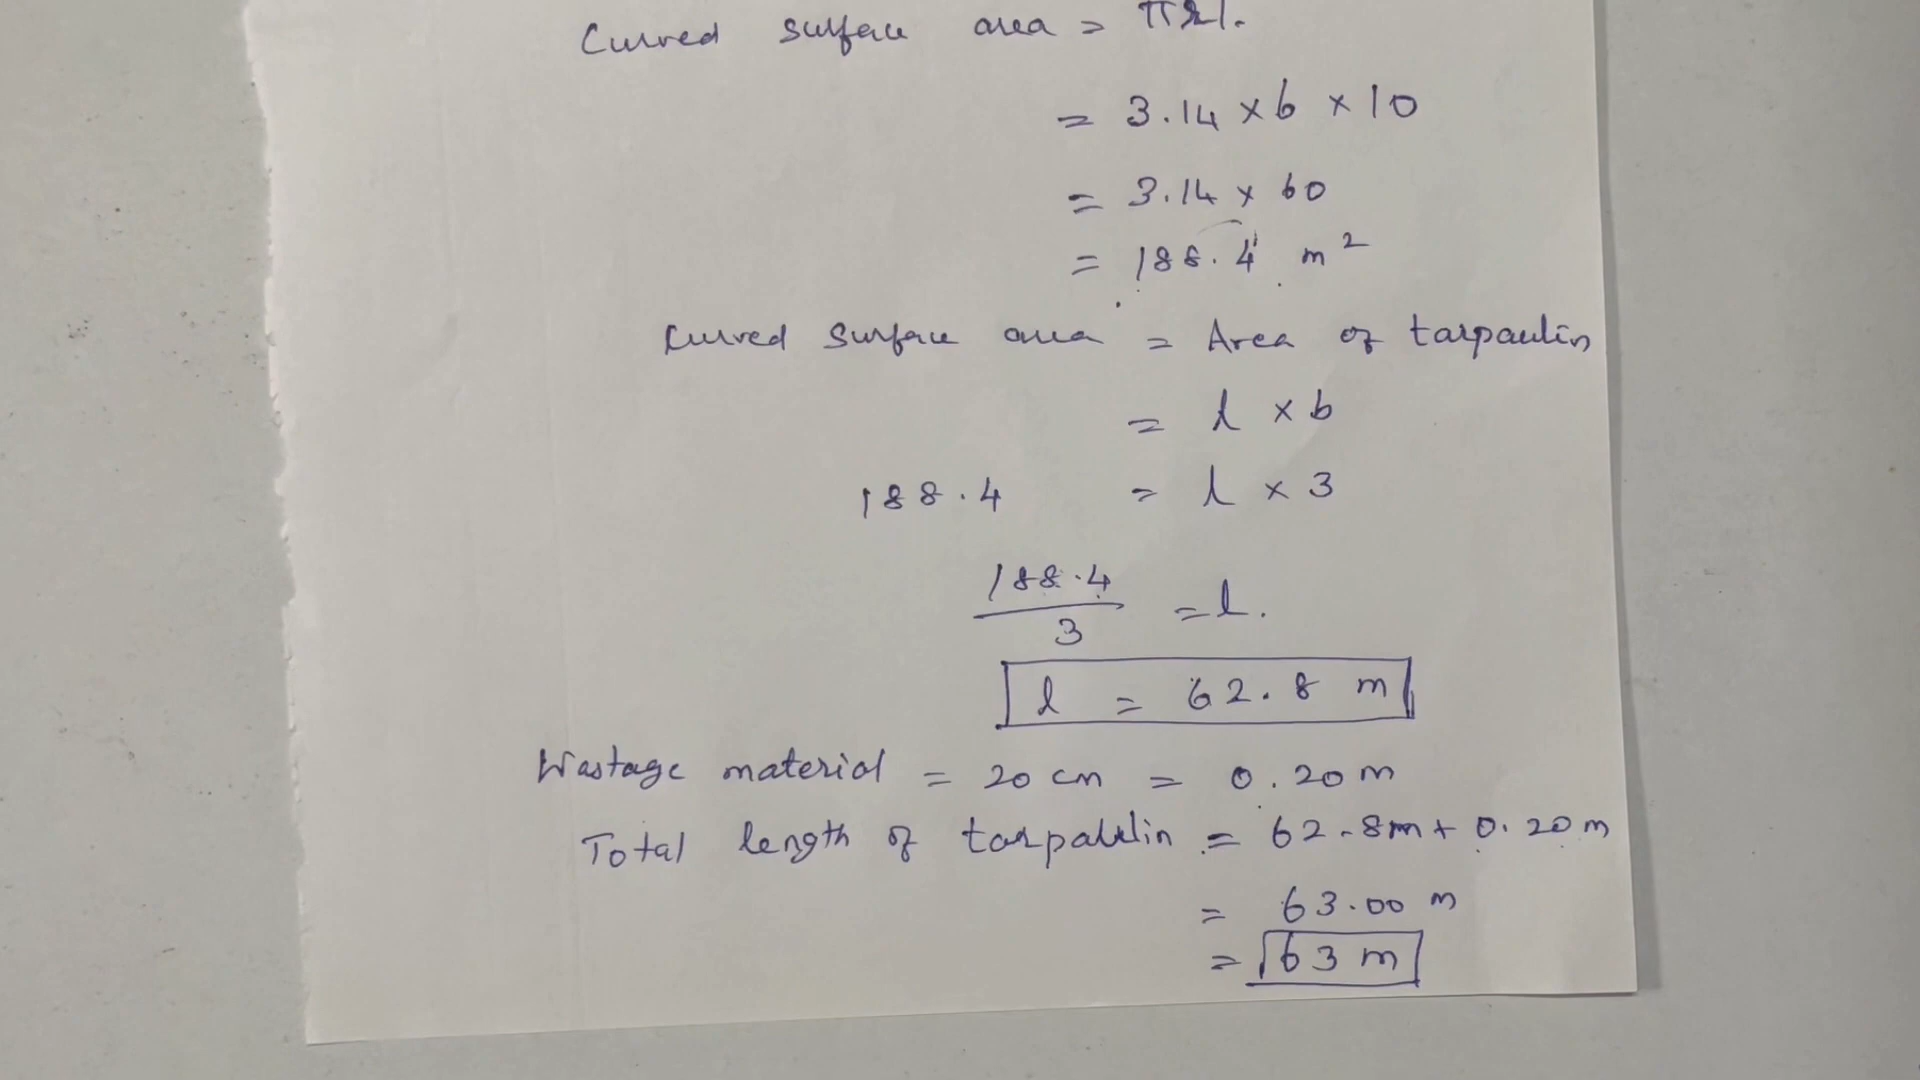 Curved surface area = πrl.
= 3.14 × 6 × 10
= 3.14 × 60
= 188.4 m²
Curved Surface area = Area of tarpaulin
= l × b
188.4 = l × 3
188.4/3 = l.
l = 62.8 m
Wastage material = 20 cm = 0.20 m
Total length of tarpaulin = 62.8m + 0.20 m
= 63.00 m
= 63 m